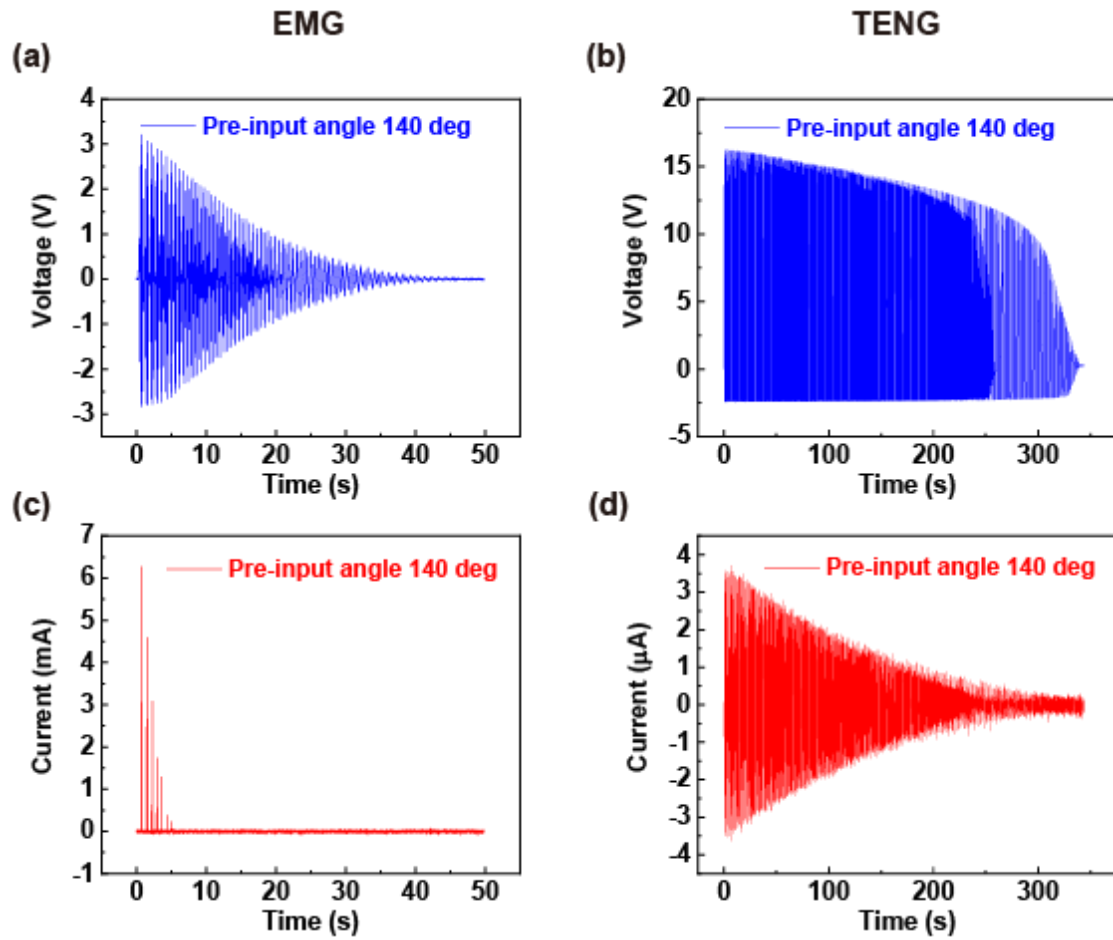 EMG
TENG
(a)
(b)
4
3
2
1
0
-1
-2
-3
Voltage (V)
Pre-input angle 140 deg
0 10 20 30 40 50
Time (s)
20
15
10
5
0
-5
Voltage (V)
Pre-input angle 140 deg
0 100 200 300
Time (s)
(c)
(d)
7
6
5
4
3
2
1
0
-1
Current (mA)
Pre-input angle 140 deg
0 10 20 30 40 50
Time (s)
4
3
2
1
0
-1
-2
-3
-4
Current (μA)
Pre-input angle 140 deg
0 100 200 300
Time (s)